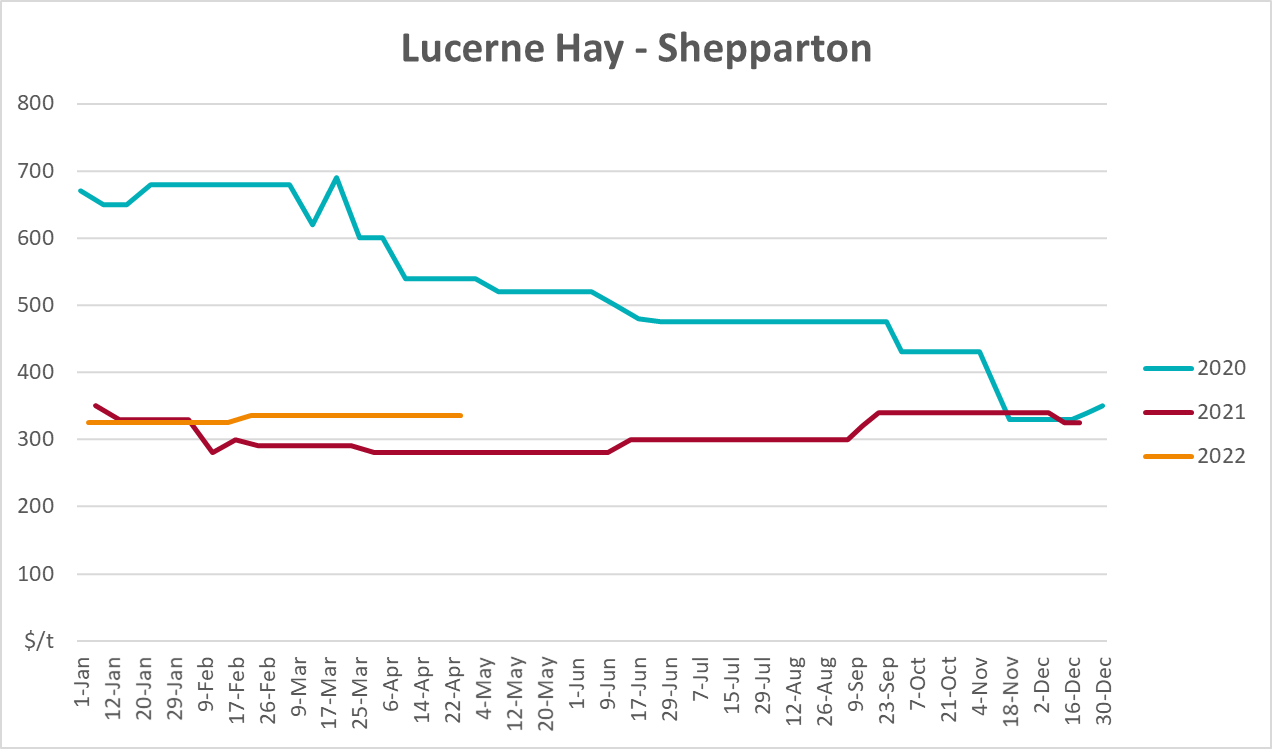 Lucerne Hay - Shepparton
800
700
600
500
400
300
200
100
$/t
1-Jan
12-Jan
20-Jan
29-Jan
9-Feb
17-Feb
26-Feb
9-Mar
17-Mar
25-Mar
6-Apr
14-Apr
22-Apr
4-May
12-May
20-May
1-Jun
9-Jun
17-Jun
29-Jun
7-Jul
15-Jul
29-Jul
12-Aug
26-Aug
9-Sep
23-Sep
7-Oct
21-Oct
4-Nov
18-Nov
2-Dec
16-Dec
30-Dec
2020
2021
2022